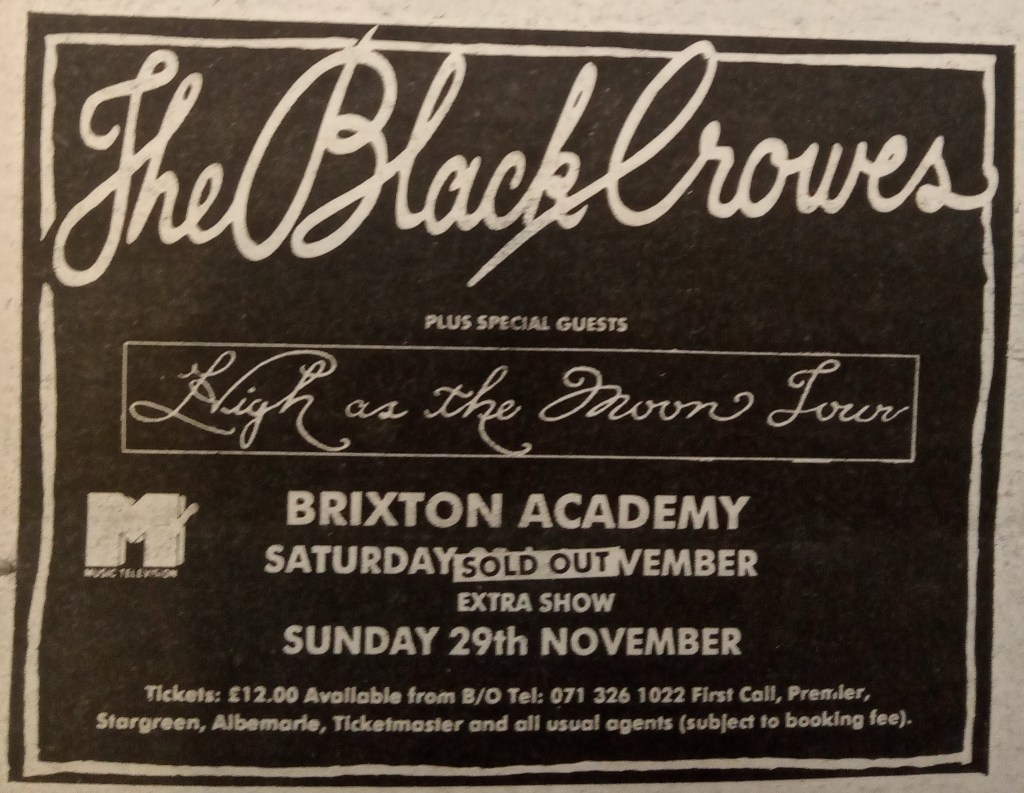 The Black Crowes
PLUS SPECIAL GUESTS
High as the Moon Tour
BRIXTON ACADEMY
SATURDAY SOLD OUT VEMBER
EXTRA SHOW
SUNDAY 29th NOVEMBER
M
MUSIC TELEVISION
Tickets: £12.00 Available from B/O Tel: 071 326 1022 First Call, Premier,
Stargreen, Albemarle, Ticketmaster and all usual agents (subject to booking fee).